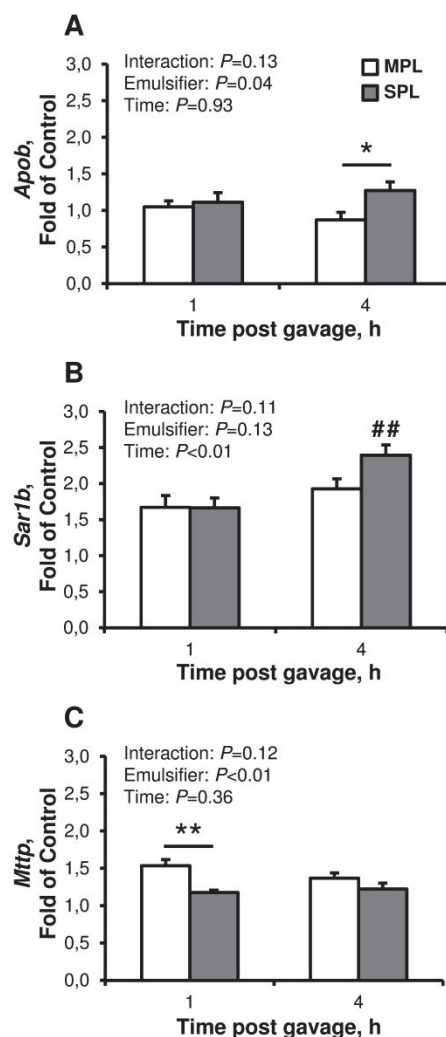 A
Interaction: P=0.13
Emulsifier: P=0.04
Time: P=0.93
MPL
SPL
Apob,
Fold of Control
3,0
2,5
2,0
1,5
1,0
0,5
0,0
*
1
4
Time post gavage, h
B
Interaction: P=0.11
Emulsifier: P=0.13
Time: P<0.01
Sar1b,
Fold of Control
3,0
2,5
2,0
1,5
1,0
0,5
0,0
##
1
4
Time post gavage, h
C
Interaction: P=0.12
Emulsifier: P<0.01
Time: P=0.36
Mttp,
Fold of Control
3,0
2,5
2,0
1,5
1,0
0,5
0,0
**
1
4
Time post gavage, h